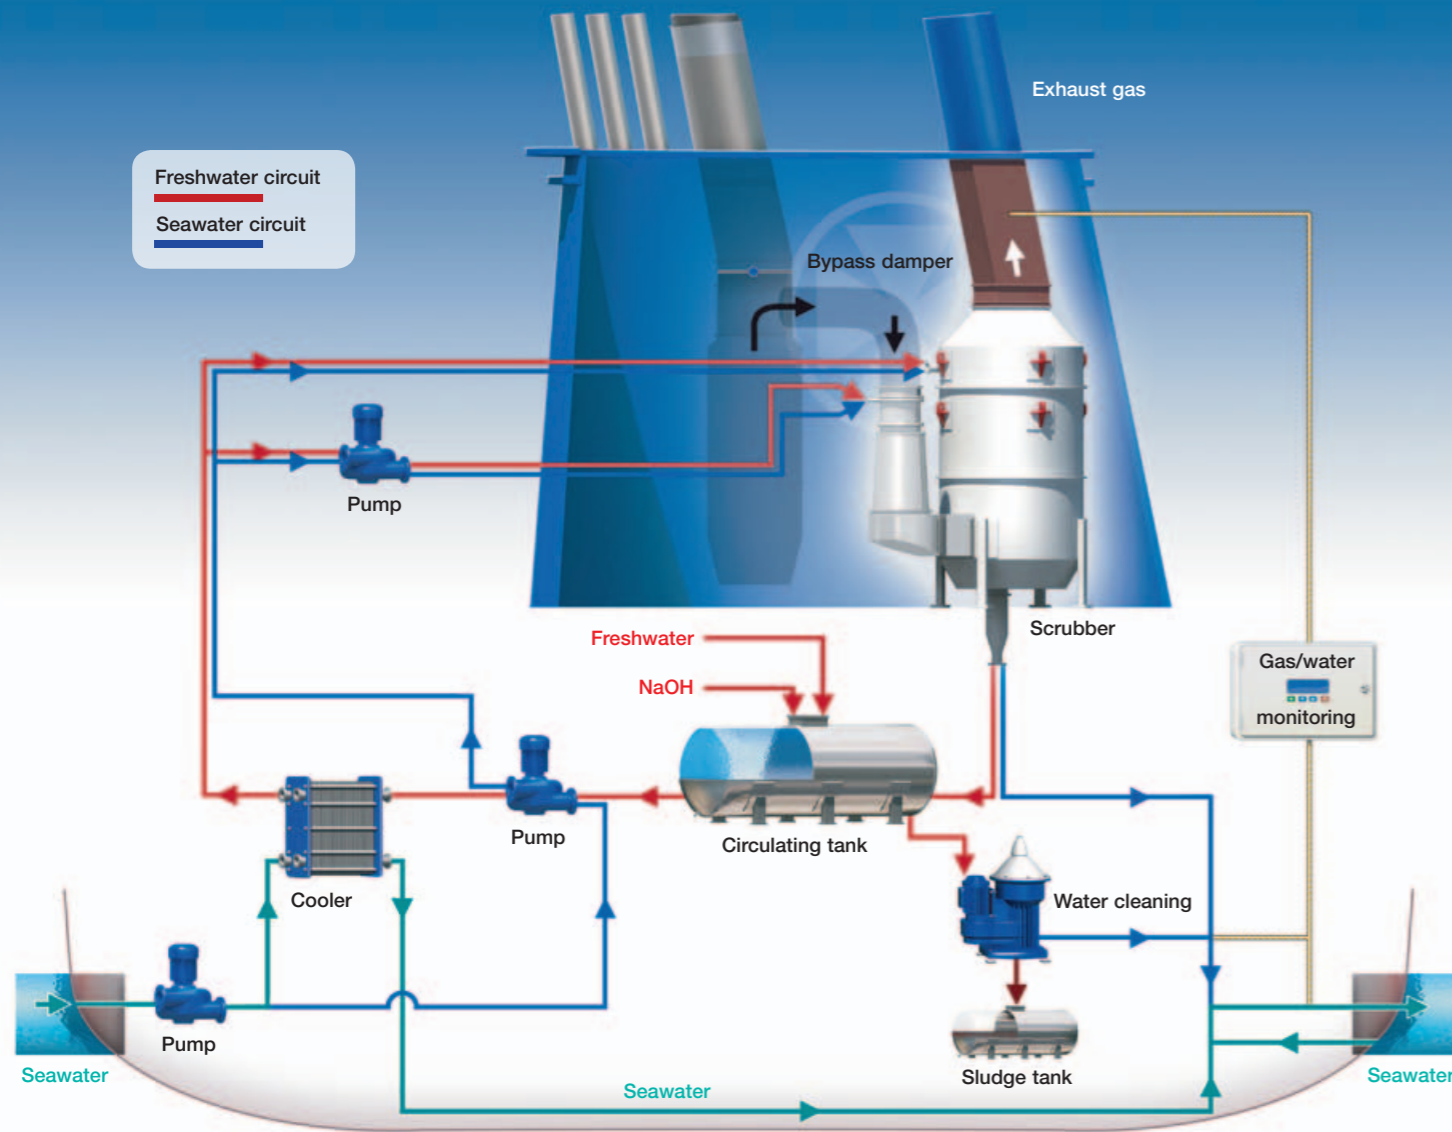 Exhaust gas
Freshwater circuit
Seawater circuit
Bypass damper
Pump
Scrubber
Freshwater
NaOH
Gas/water
monitoring
Pump
Circulating tank
Cooler
Water cleaning
Pump
Seawater
Seawater
Sludge tank
Seawater